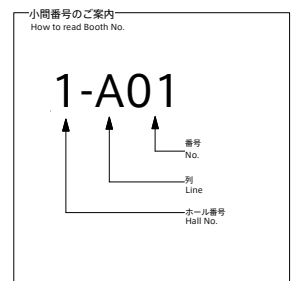 小間番号のご案内
How to read Booth No.
1-A01
番号
No.
列
Line
ホール番号
Hall No.